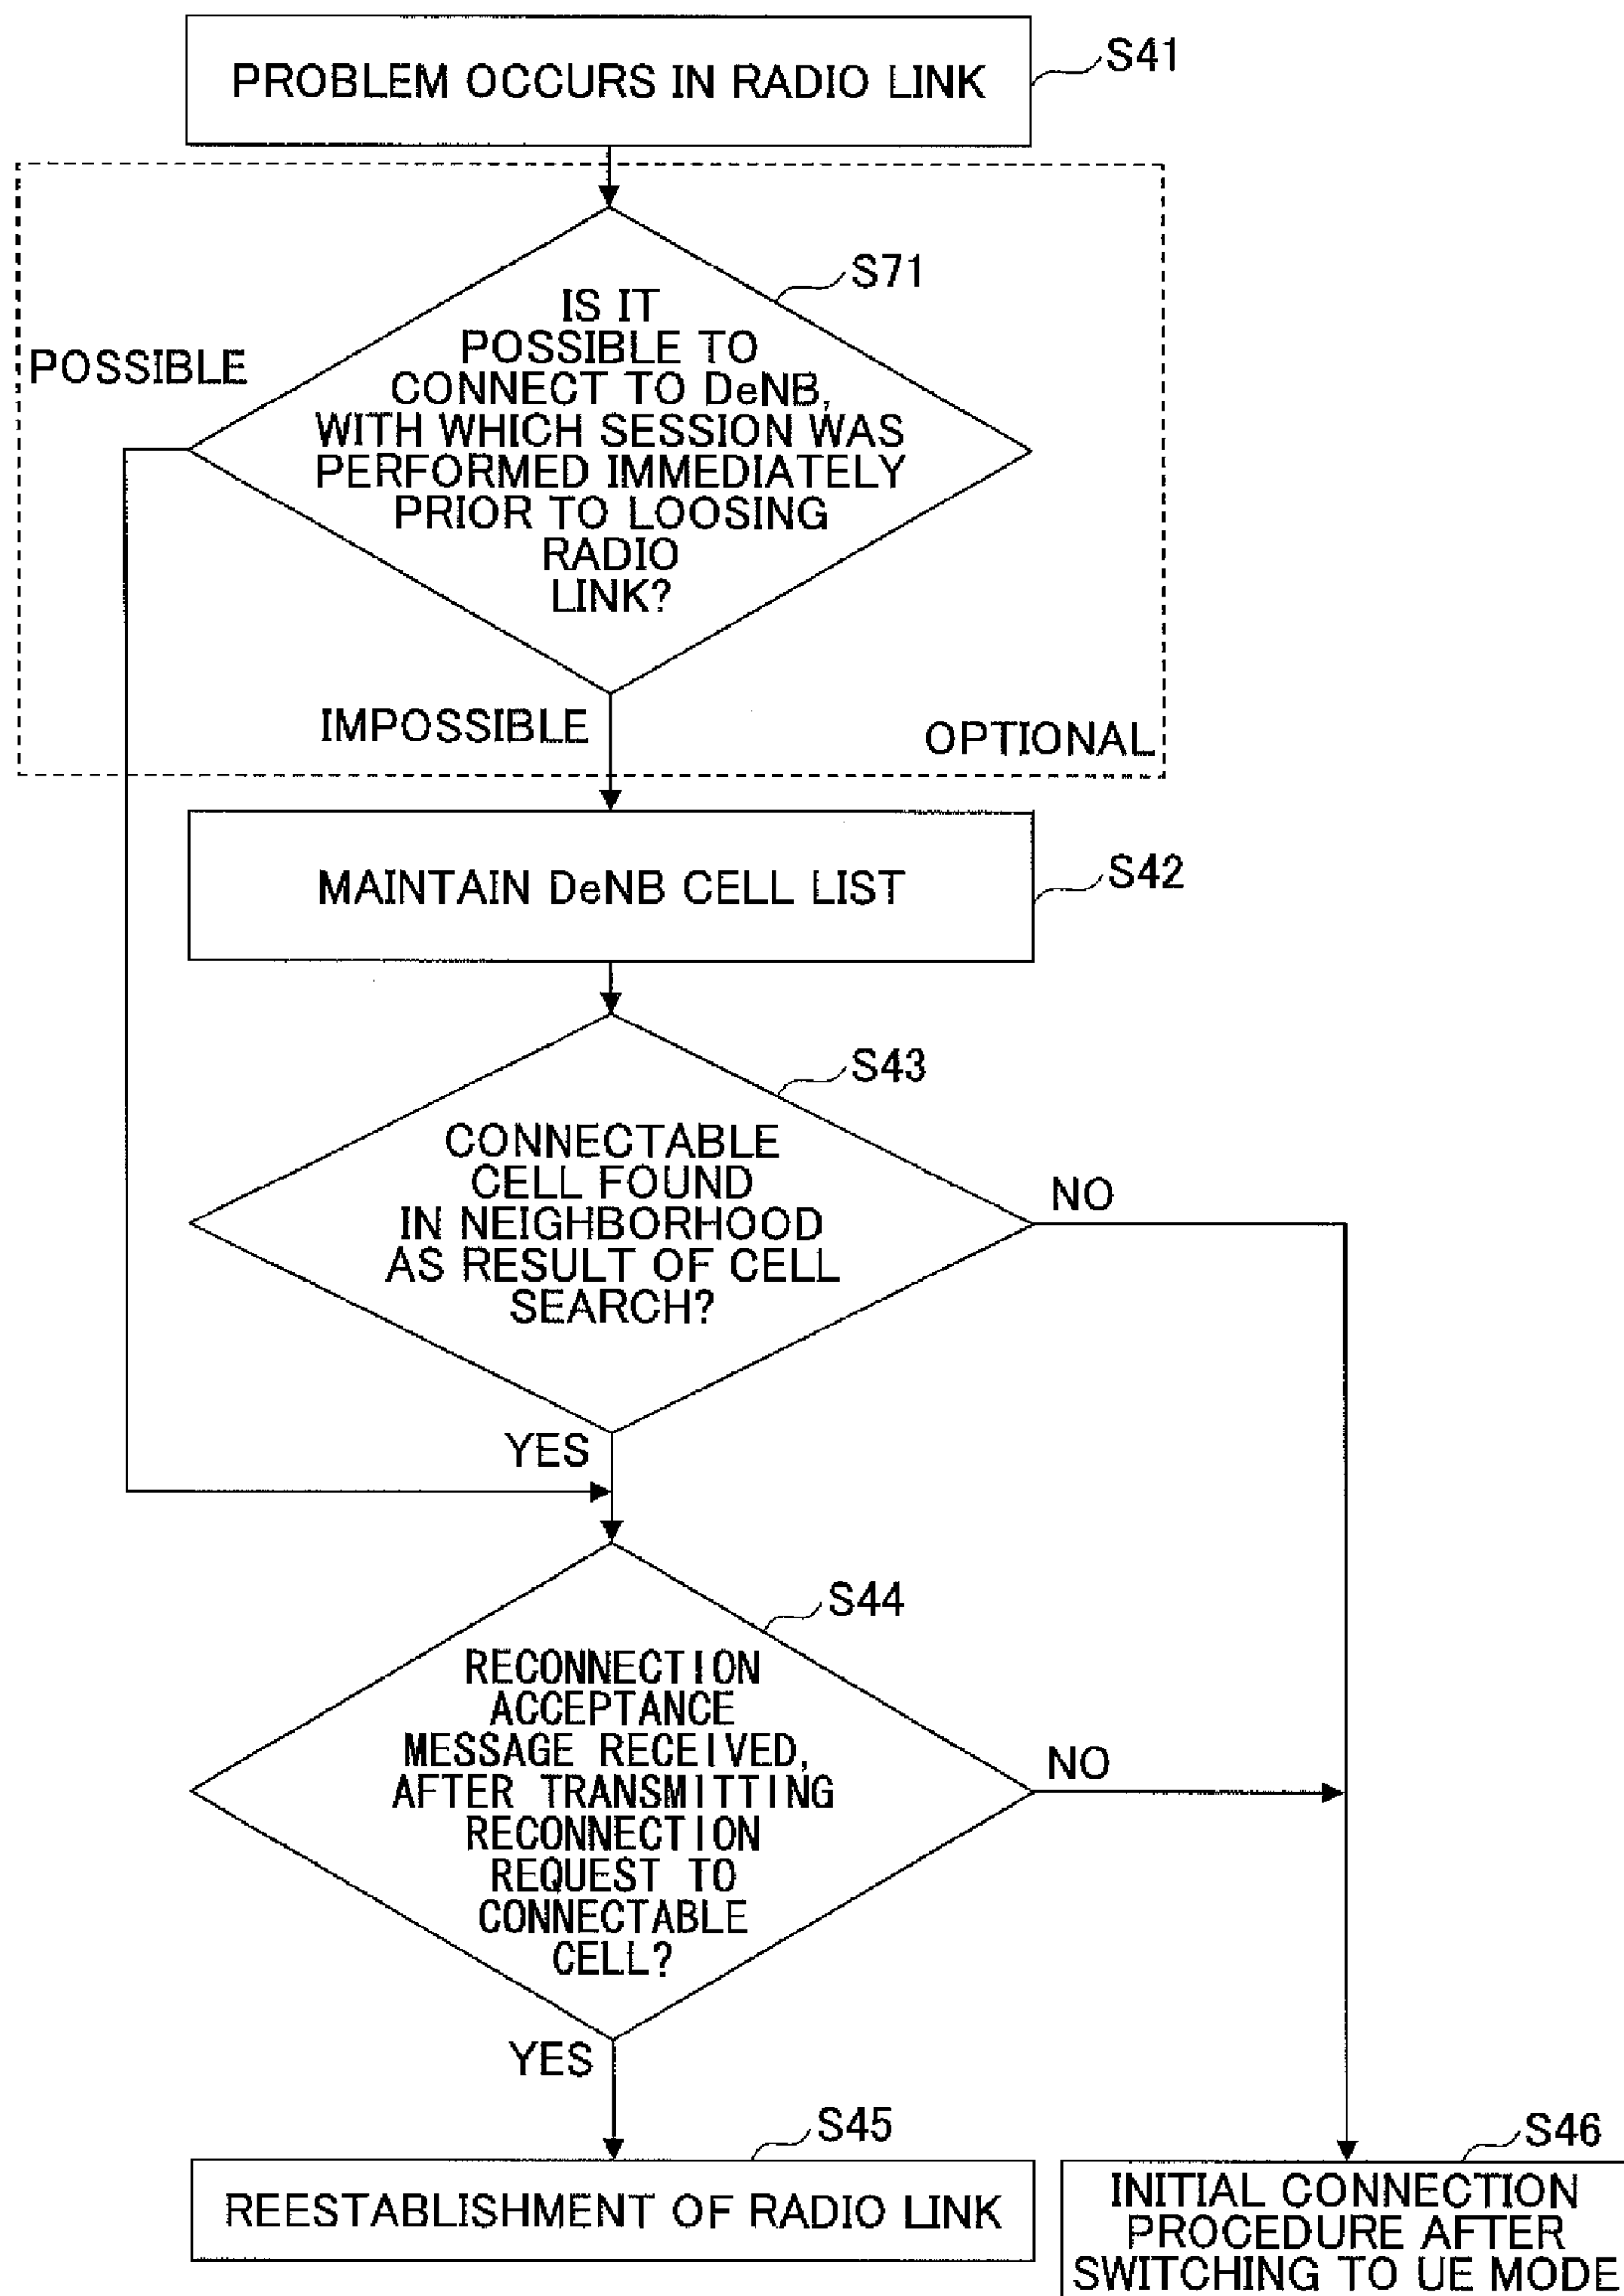 PROBLEM OCCURS IN RADIO LINK
S41
S71
IS IT
POSSIBLE TO
CONNECT TO DeNB,
WITH WHICH SESSION WAS
PERFORMED IMMEDIATELY
PRIOR TO LOOSING
RADIO
LINK?
POSSIBLE
IMPOSSIBLE
OPTIONAL
MAINTAIN DeNB CELL LIST
S42
S43
CONNECTABLE
CELL FOUND
IN NEIGHBORHOOD
AS RESULT OF CELL
SEARCH?
NO
YES
S44
RECONNECTION
ACCEPTANCE
MESSAGE RECEIVED,
AFTER TRANSMITTING
RECONNECTION
REQUEST TO
CONNECTABLE
CELL?
NO
YES
S45
REESTABLISHMENT OF RADIO LINK
S46
INITIAL CONNECTION
PROCEDURE AFTER
SWITCHING TO UE MODE